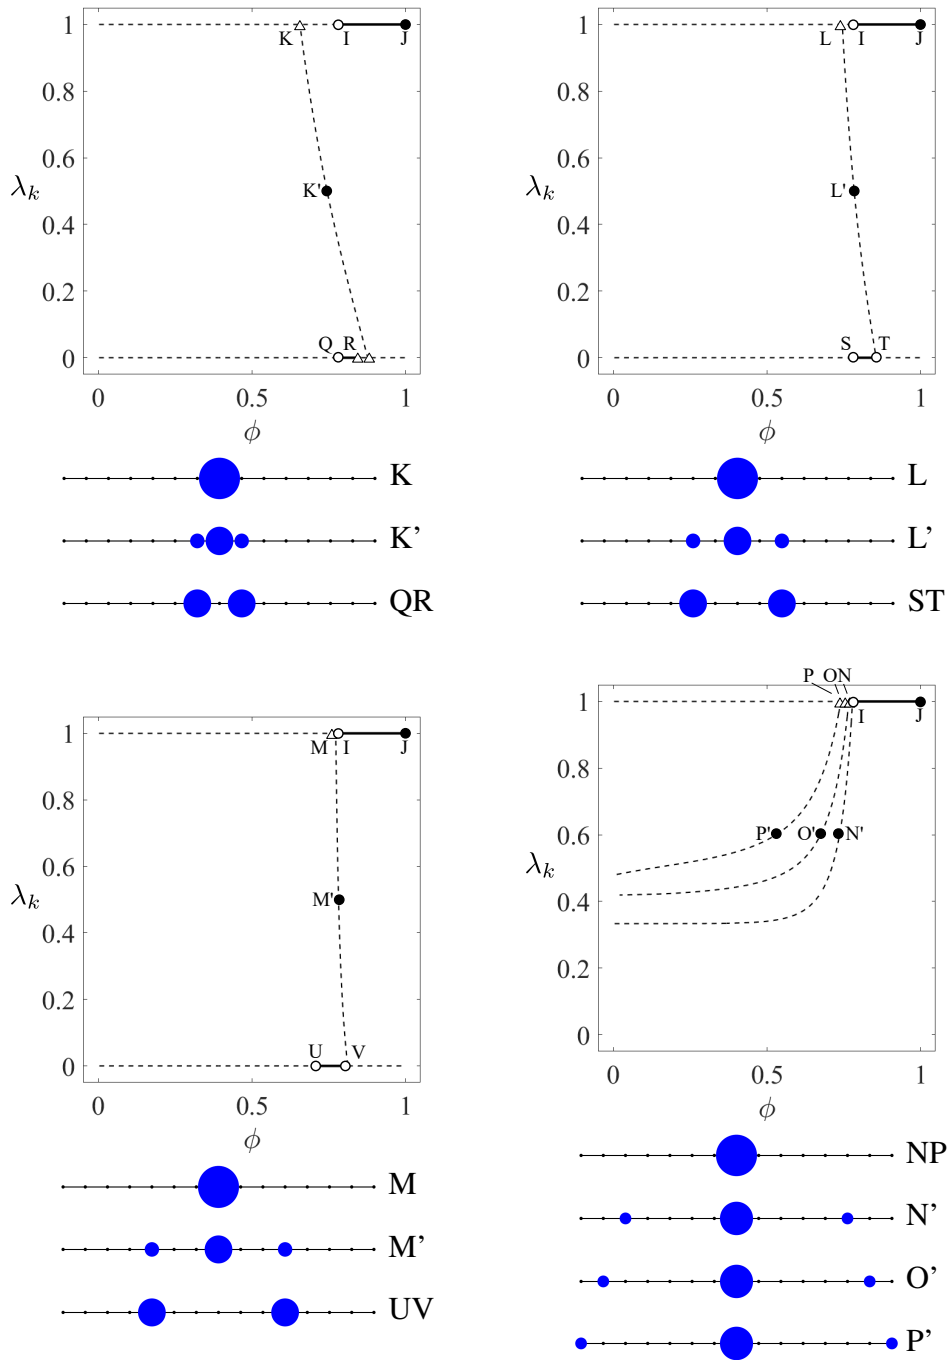 1
K
I
J
0.8
0.6
λₖ
K'
0.4
0.2
Q
R
0
0
0.5
1
ϕ
K
K’
QR
1
L
I
J
0.8
0.6
λₖ
L'
0.4
0.2
S
T
0
0
0.5
1
ϕ
L
L’
ST
1
M
I
J
0.8
0.6
λₖ
M'
0.4
0.2
U
V
0
0
0.5
1
ϕ
M
M’
UV
P
ON
1
I
J
0.8
0.6
P'
O'
N'
λₖ
0.4
0.2
0
0
0.5
1
ϕ
NP
N’
O’
P’